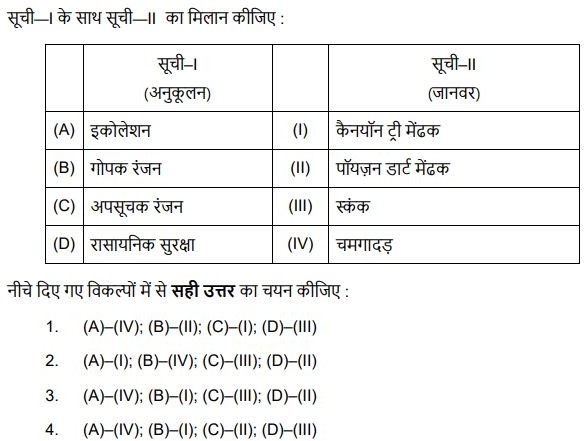 सूची—I के साथ सूची—II का मिलान कीजिए :
सूची–I
(अनुकूलन)
सूची–II
(जानवर)
(A) इकोलेशन (I) कैनयॉन ट्री मेंढक
(B) गोपक रंजन (II) पॉयज़न डार्ट मेंढक
(C) अपसूचक रंजन (III) स्कंक
(D) रासायनिक सुरक्षा (IV) चमगादड़
नीचे दिए गए विकल्पों में से सही उत्तर का चयन कीजिए :
1. (A)–(IV); (B)–(II); (C)–(I); (D)–(III)
2. (A)–(I); (B)–(IV); (C)–(III); (D)–(II)
3. (A)–(IV); (B)–(I); (C)–(III); (D)–(II)
4. (A)–(IV); (B)–(I); (C)–(II); (D)–(III)